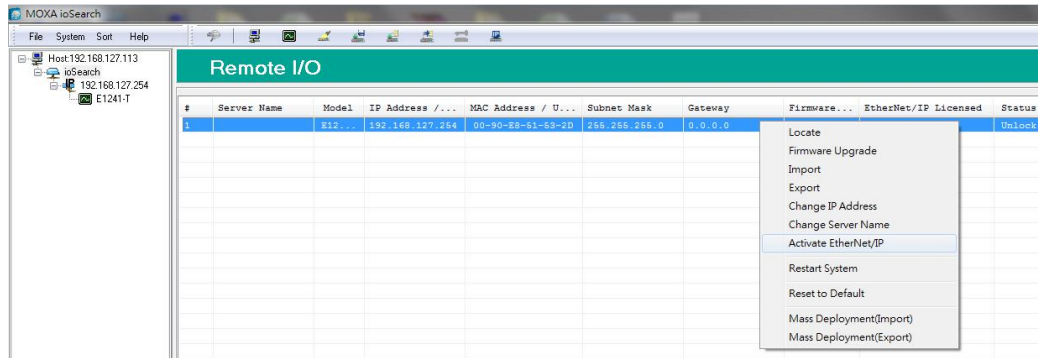 MOXA ioSearch
File System Sort Help
Host:192.168.127.113
ioSearch
192.168.127.254
E1241-T
Remote I/O
# Server Name Model IP Address /... MAC Address / U... Subnet Mask Gateway Firmware... EtherNet/IP Licensed Status
1 E12... 192.168.127.254 00-90-E8-51-53-2D 255.255.255.0 0.0.0.0 Unlock
Locate
Firmware Upgrade
Import
Export
Change IP Address
Change Server Name
Activate EtherNet/IP
Restart System
Reset to Default
Mass Deployment(Import)
Mass Deployment(Export)